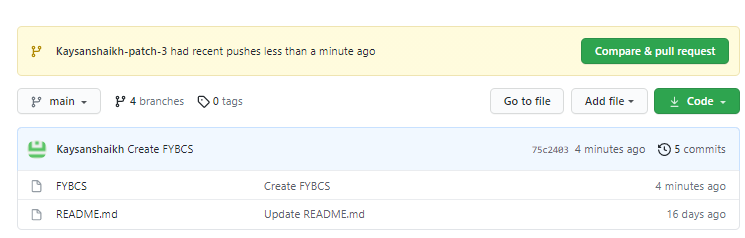 Kaysanshaikh-patch-3 had recent pushes less than a minute ago Compare & pull request
main 4 branches 0 tags Go to file Add file Code
Kaysanshaikh Create FYBCS 75c2403 4 minutes ago 5 commits
FYBCS Create FYBCS 4 minutes ago
README.md Update README.md 16 days ago